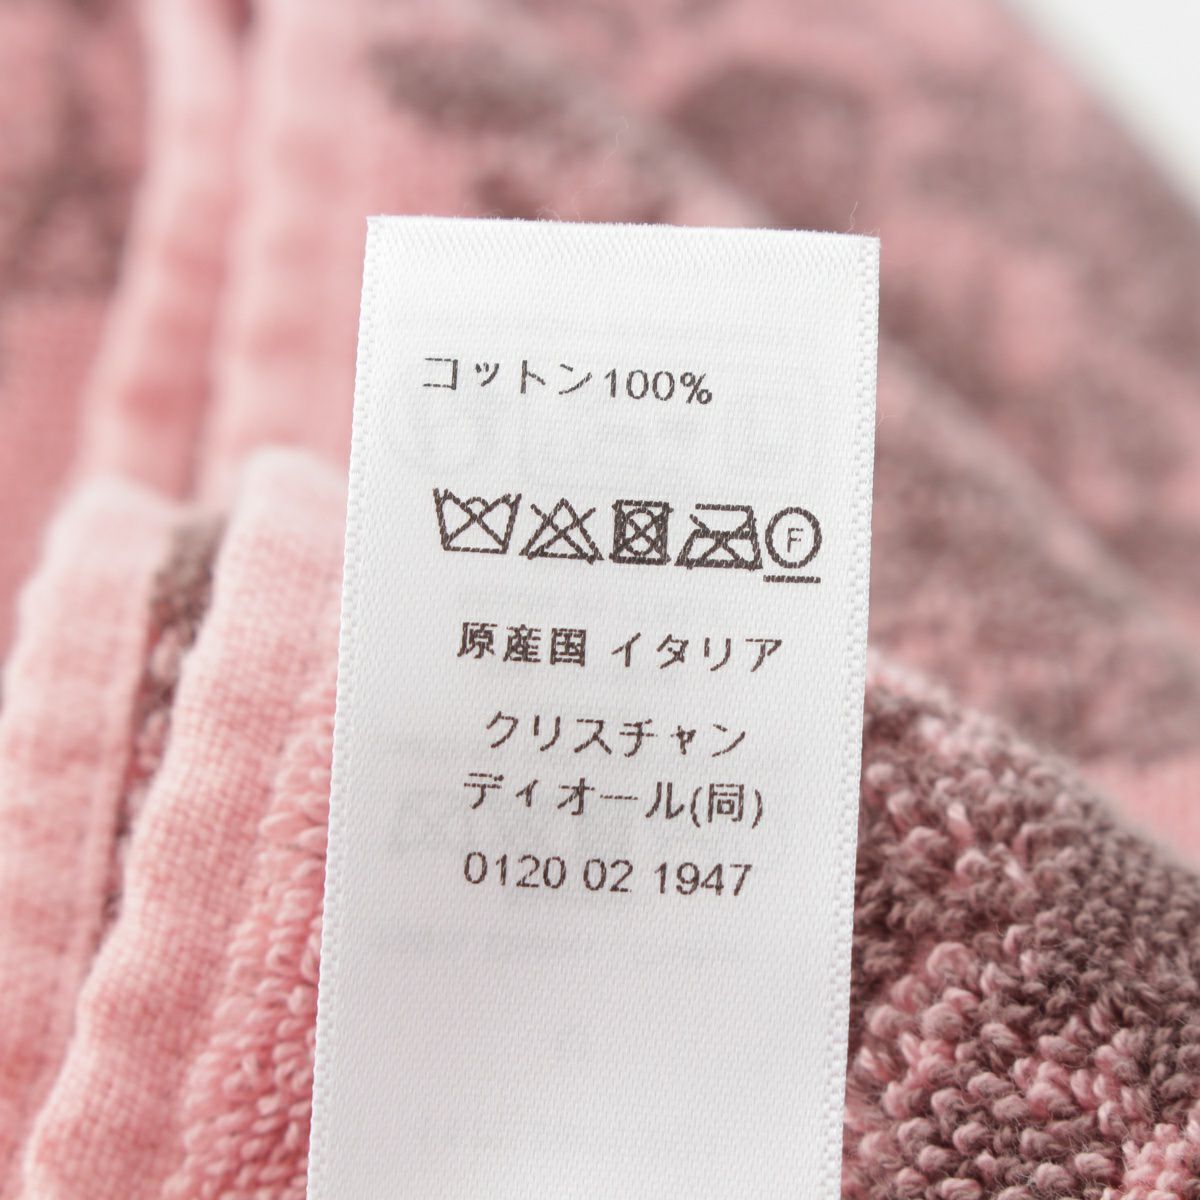 コットン100%
F
原産国 イタリア
クリスチャン
ディオール(同)
0120 02 1947